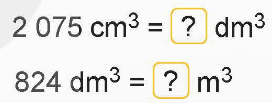 2 075 cm³ = ? dm³
824 dm³ = ? m³